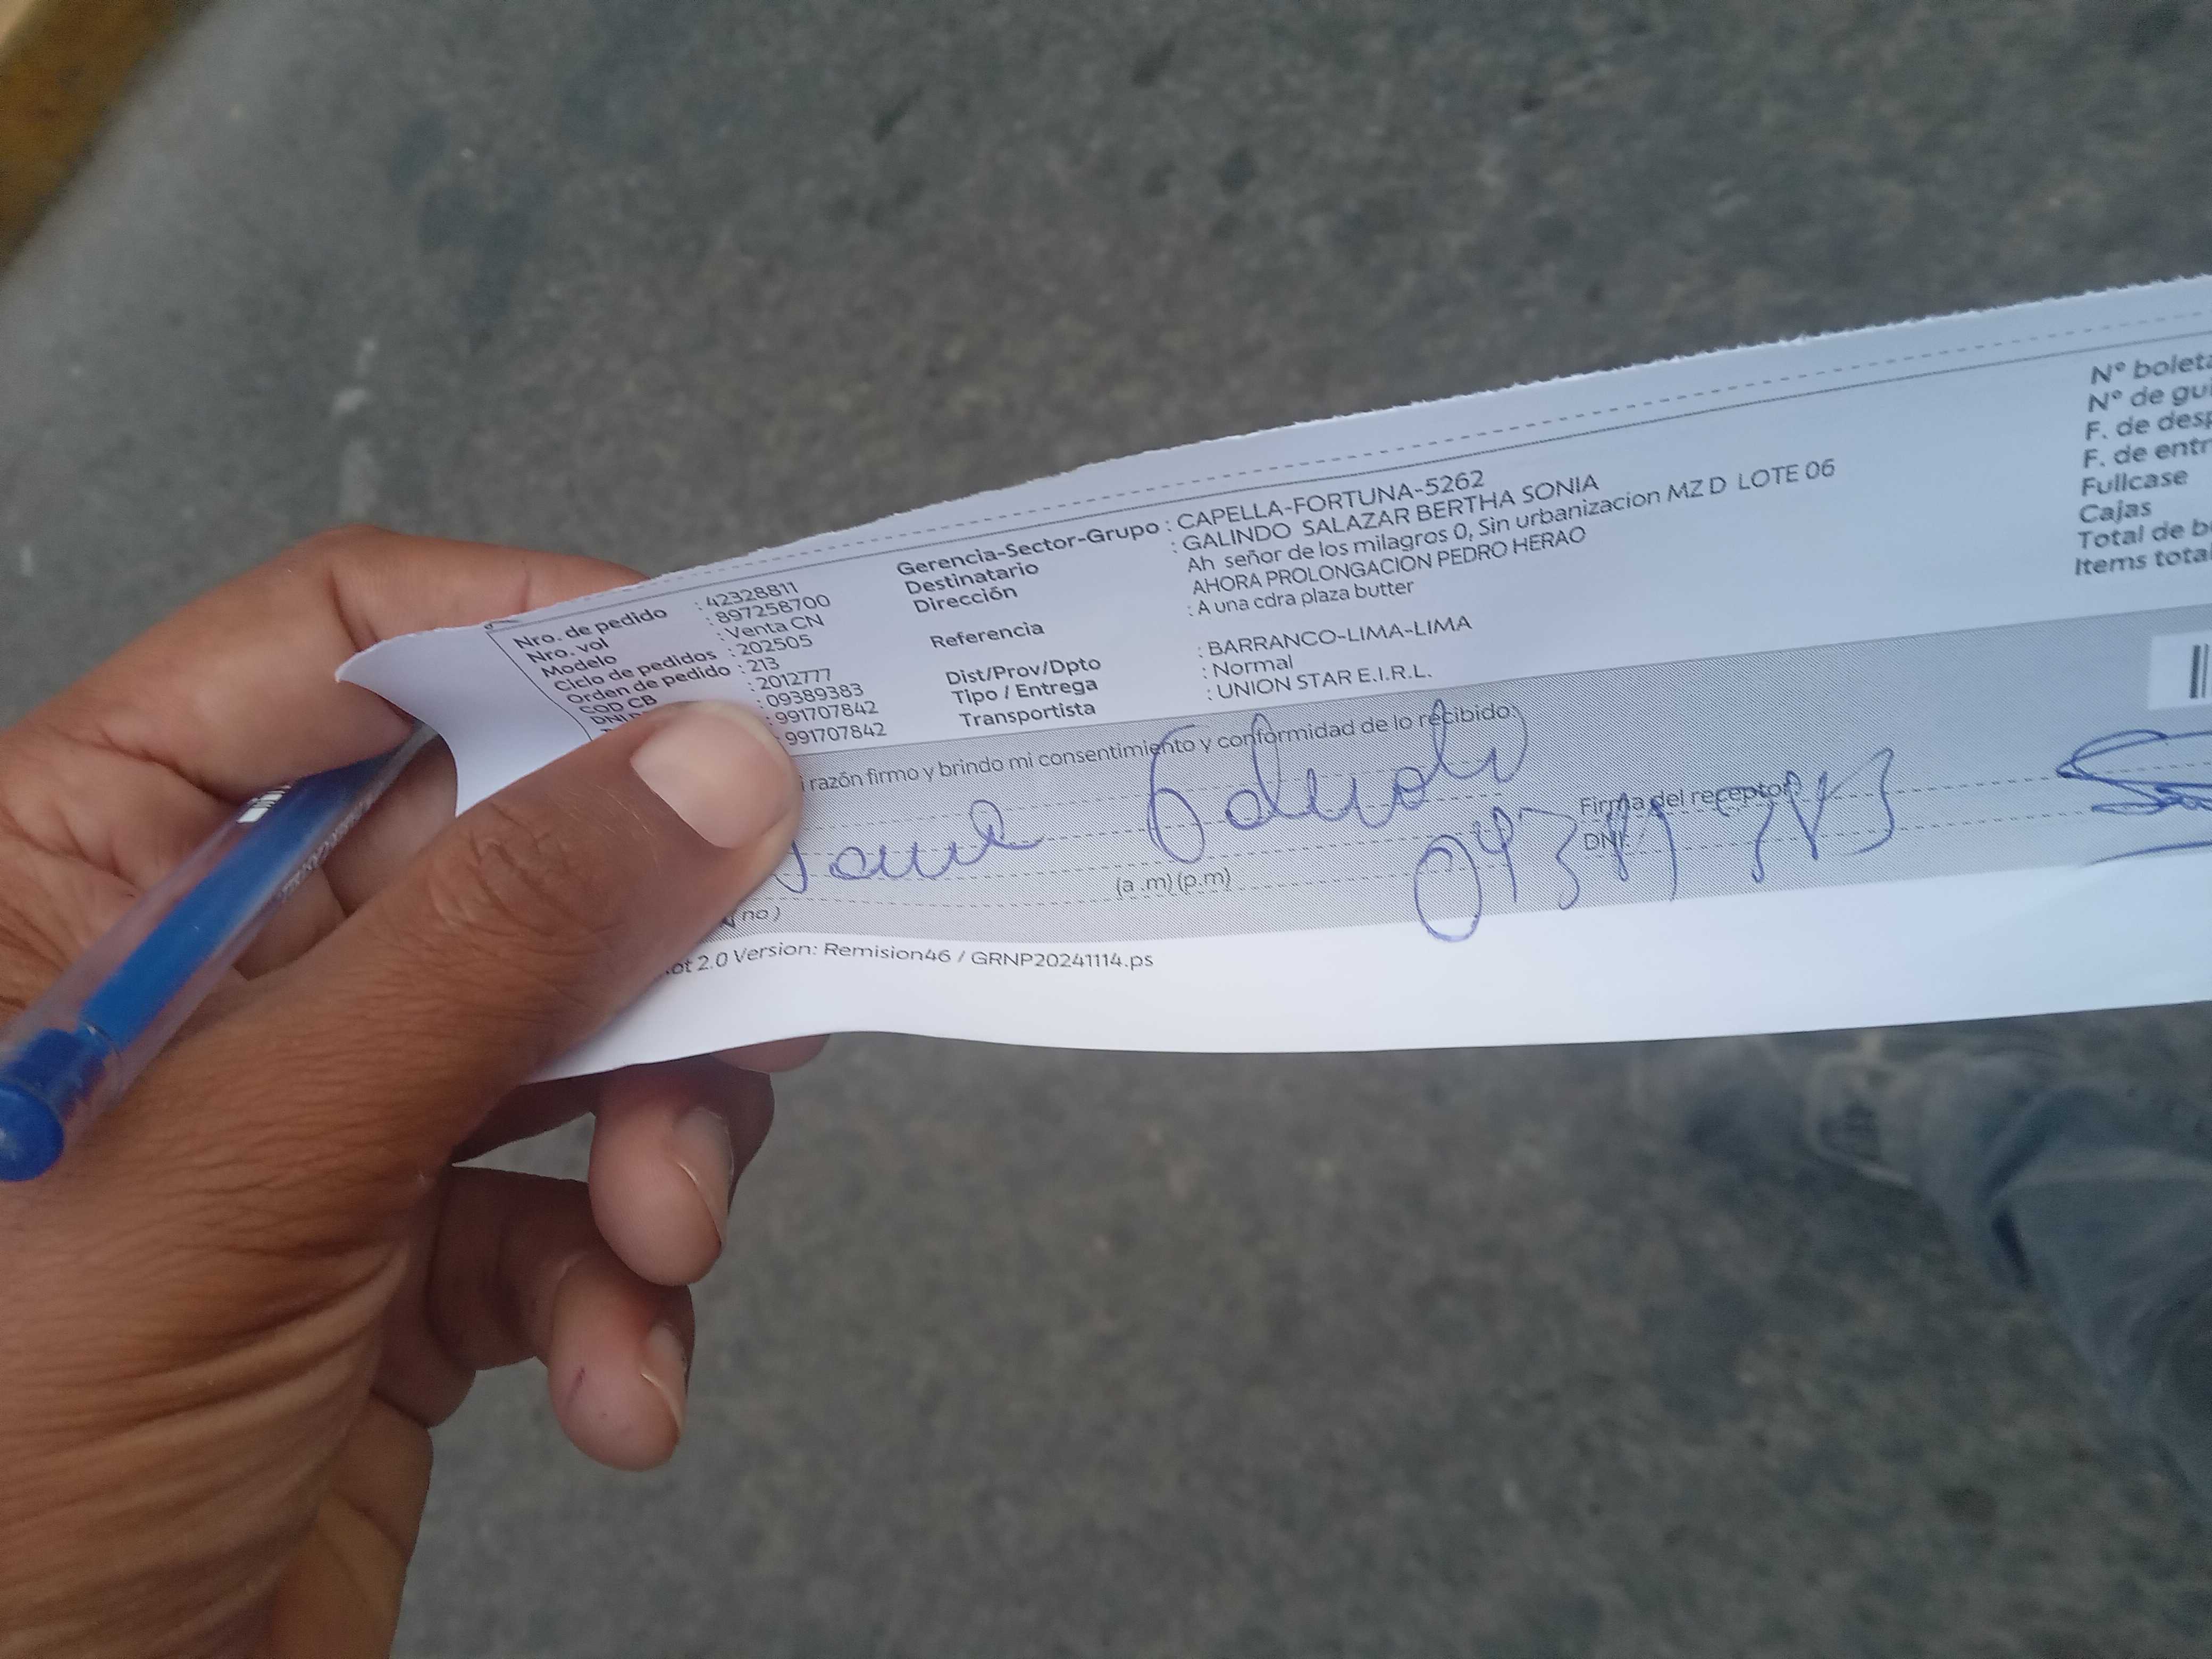 Nro. de pedido : 42328811
Nro. vol : 897258700
Modelo : Venta CN
Ciclo de pedidos : 202505
Orden de pedido : 213
COD CB : 2012777
DNI : 09389383
: 991707842
: 991707842
Gerencia-Sector-Grupo : CAPELLA-FORTUNA-5262
Destinatario : GALINDO SALAZAR BERTHA SONIA
Dirección : Ah señor de los milagros 0, Sin urbanizacion MZ D LOTE 06
AHORA PROLONGACION PEDRO HERAO
Referencia : A una cdra plaza butter
Dist/Prov/Dpto : BARRANCO-LIMA-LIMA
Tipo / Entrega : Normal
Transportista : UNION STAR E.I.R.L.
N° boleta
N° de gui
F. de desp
F. de entr
Fullcase
Cajas
Total de b
Items total
razón firmo y brindo mi consentimiento y conformidad de lo recibido:
Firma del receptor
DNI:
09389383
(a .m) (p.m)
no )
2.0 Version: Remision46 / GRNP20241114.ps